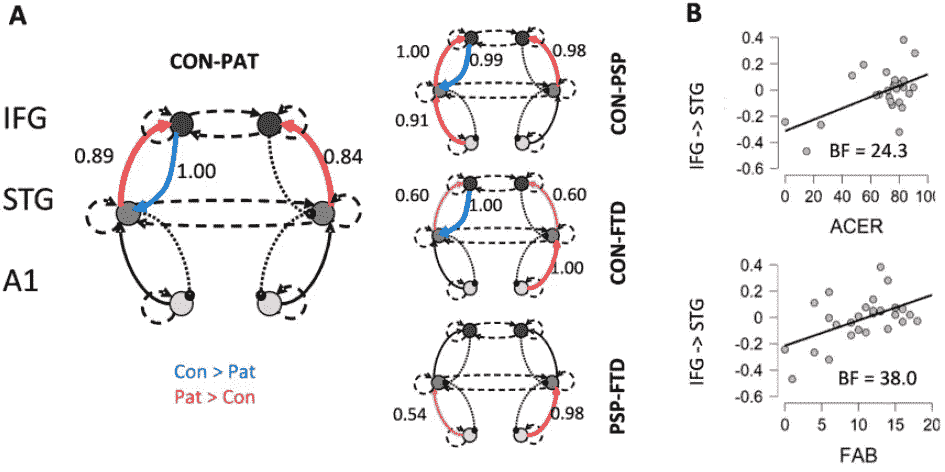 A
CON-PAT
IFG
STG
A1
0.89
1.00
0.84
Con > Pat
Pat > Con
1.00
0.99
0.98
0.91
CON-PSP
0.60
1.00
0.60
1.00
CON-FTD
0.54
0.98
PSP-FTD
B
IFG -> STG
0.4
0.2
0
-0.2
-0.4
-0.6
BF = 24.3
0 20 40 60 80 100
ACER
IFG -> STG
0.4
0.2
0
-0.2
-0.4
-0.6
BF = 38.0
0 5 10 15 20
FAB